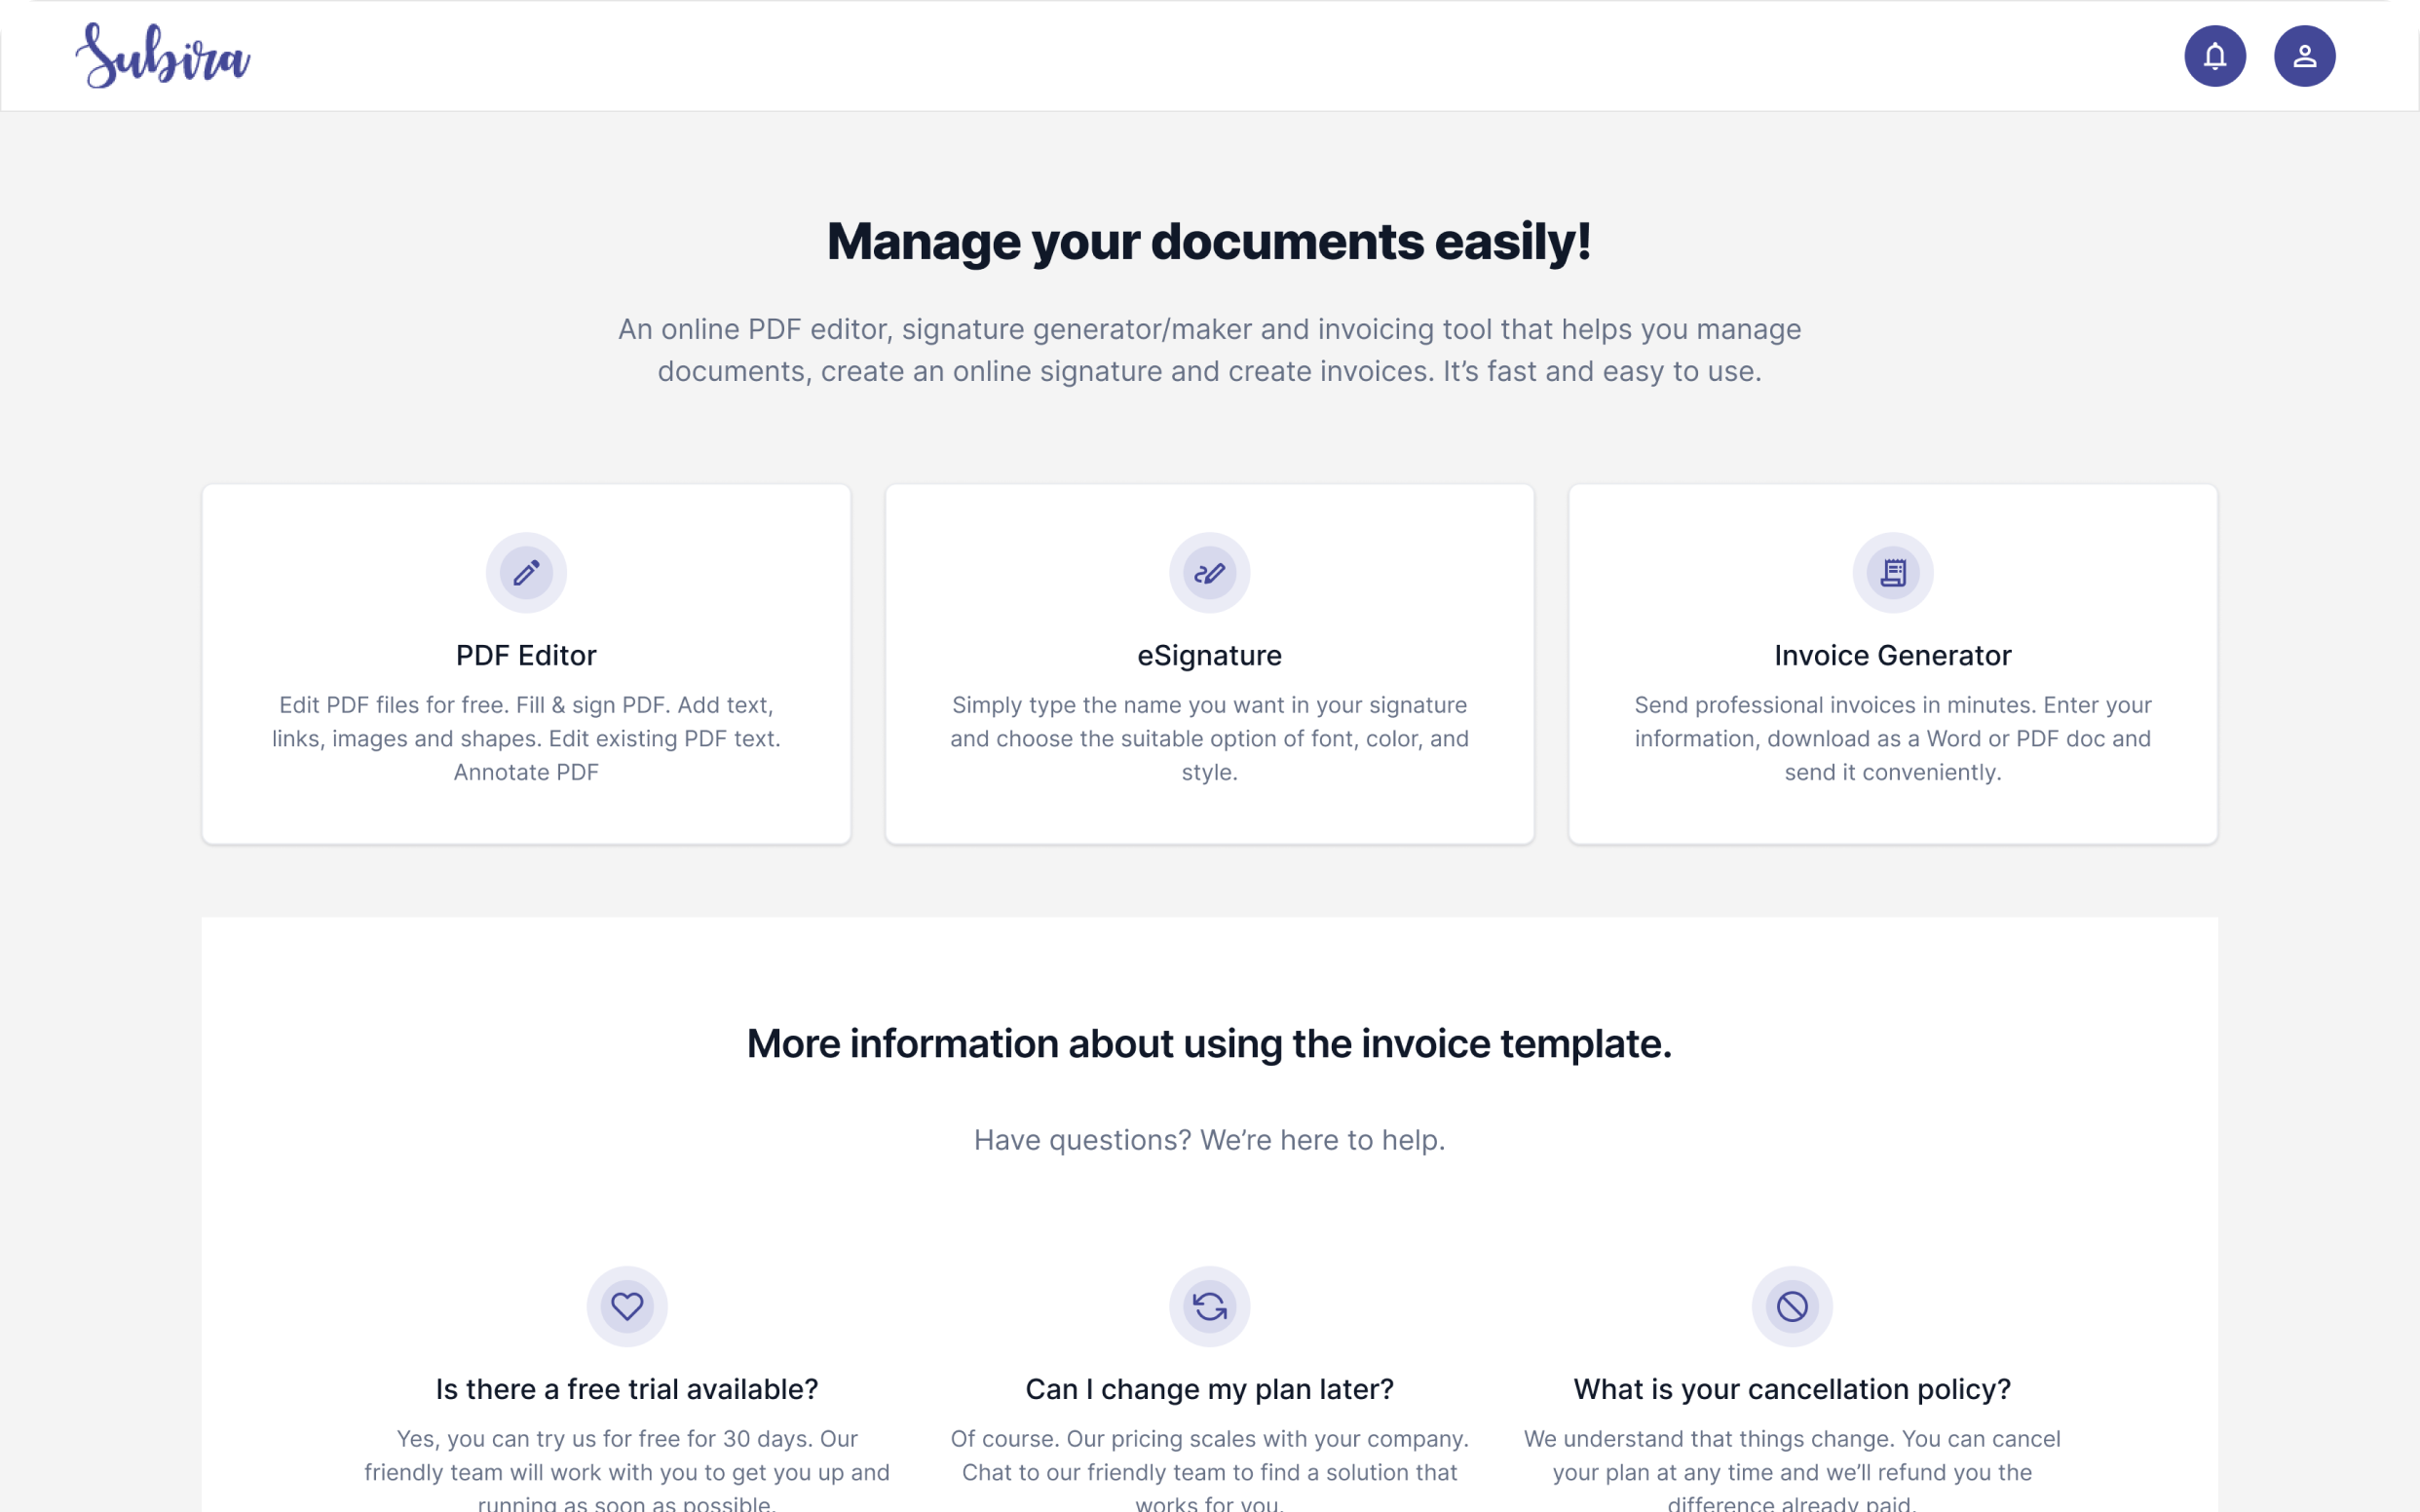 Subira
Manage your documents easily!
An online PDF editor, signature generator/maker and invoicing tool that helps you manage
documents, create an online signature and create invoices. It’s fast and easy to use.
PDF Editor
Edit PDF files for free. Fill & sign PDF. Add text,
links, images and shapes. Edit existing PDF text.
Annotate PDF
eSignature
Simply type the name you want in your signature
and choose the suitable option of font, color, and
style.
Invoice Generator
Send professional invoices in minutes. Enter your
information, download as a Word or PDF doc and
send it conveniently.
More information about using the invoice template.
Have questions? We’re here to help.
Is there a free trial available?
Yes, you can try us for free for 30 days. Our
friendly team will work with you to get you up and
running as soon as possible.
Can I change my plan later?
Of course. Our pricing scales with your company.
Chat to our friendly team to find a solution that
works for you.
What is your cancellation policy?
We understand that things change. You can cancel
your plan at any time and we’ll refund you the
difference already paid.